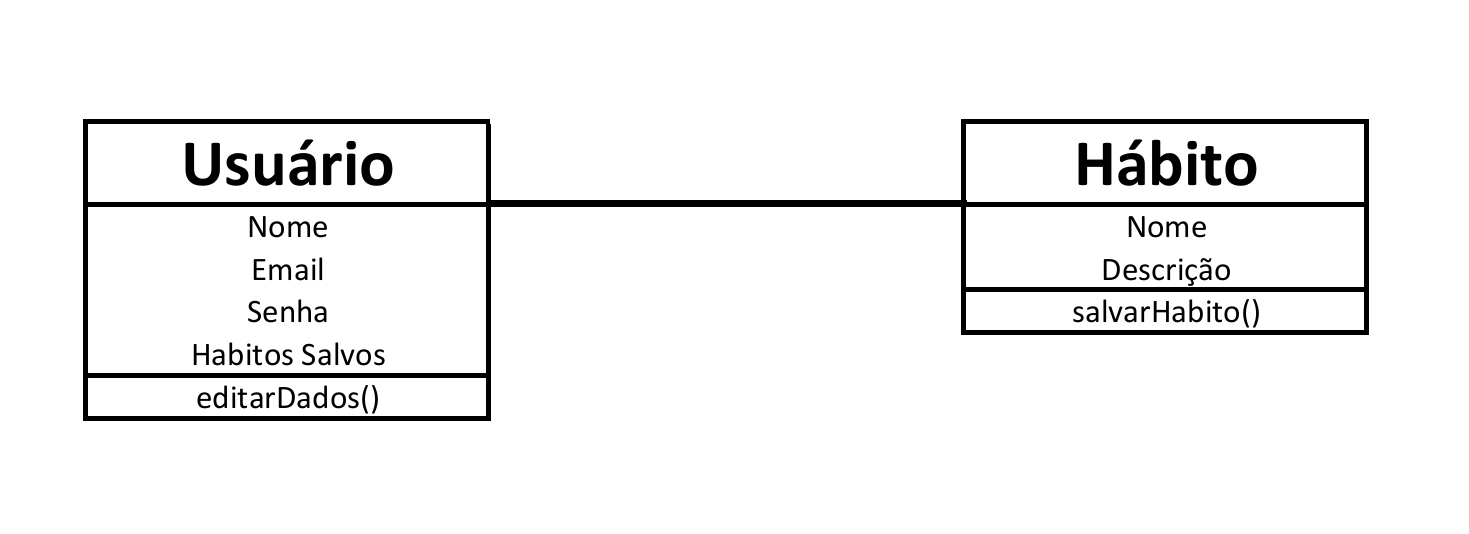 Usuário
Nome
Email
Senha
Habitos Salvos
editarDados()
Hábito
Nome
Descrição
salvarHabito()